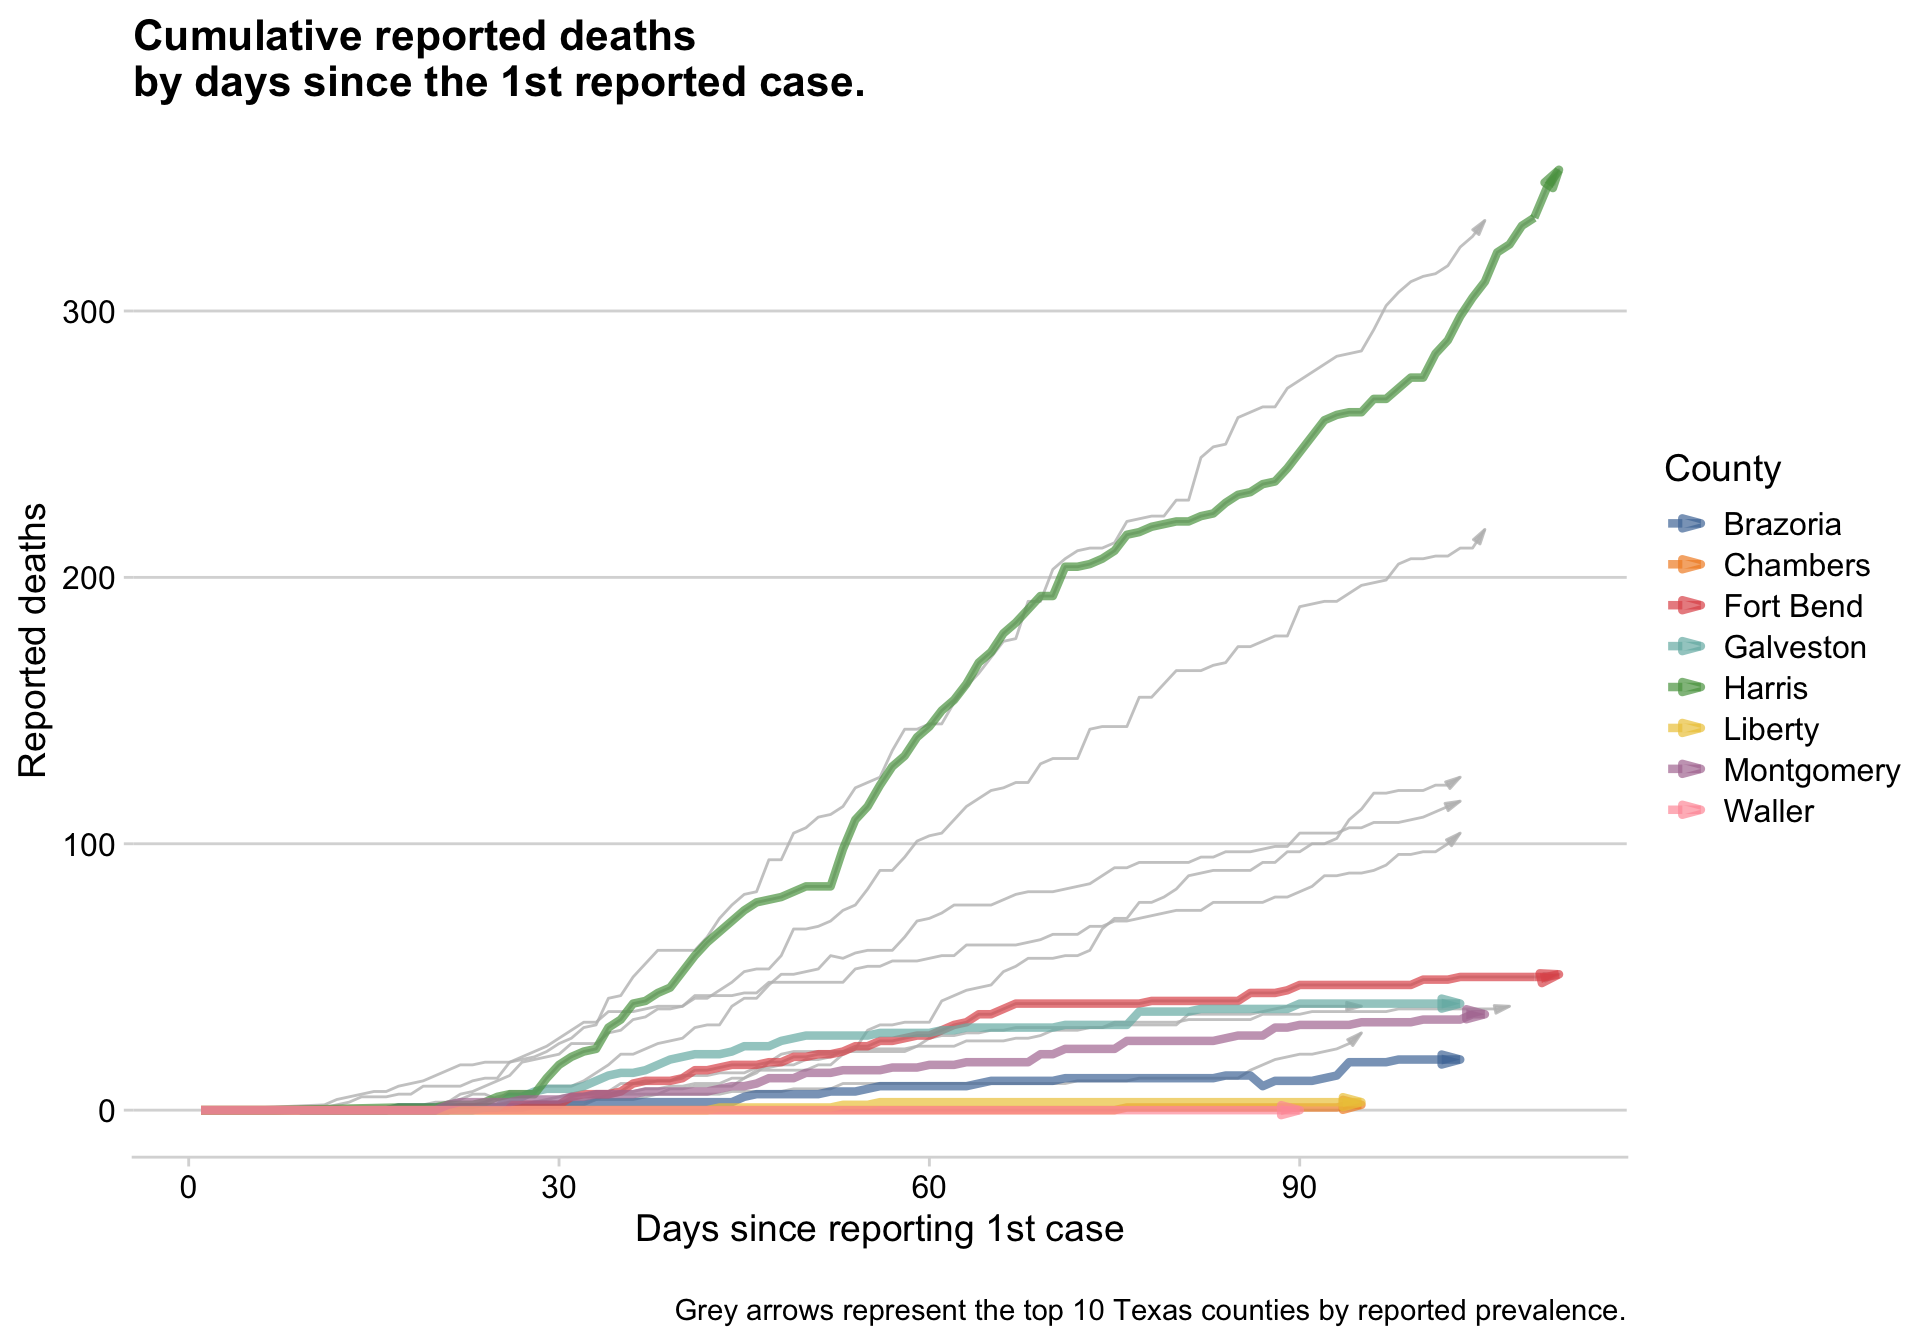 Cumulative reported deaths
by days since the 1st reported case.
Reported deaths
300
200
100
0
0 30 60 90
Days since reporting 1st case
County
Brazoria
Chambers
Fort Bend
Galveston
Harris
Liberty
Montgomery
Waller
Grey arrows represent the top 10 Texas counties by reported prevalence.